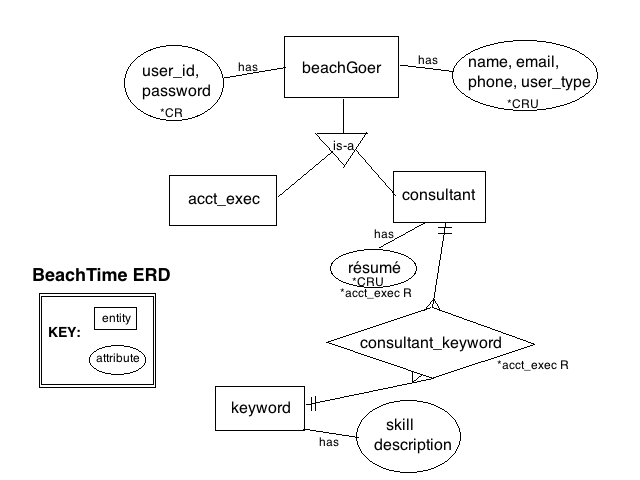 has
beachGoer
has
user_id,
password
*CR
name, email,
phone, user_type
*CRU
is-a
acct_exec
consultant
has
résumé
*CRU
*acct_exec R
BeachTime ERD
KEY:
entity
attribute
consultant_keyword
*acct_exec R
keyword
has
skill
description